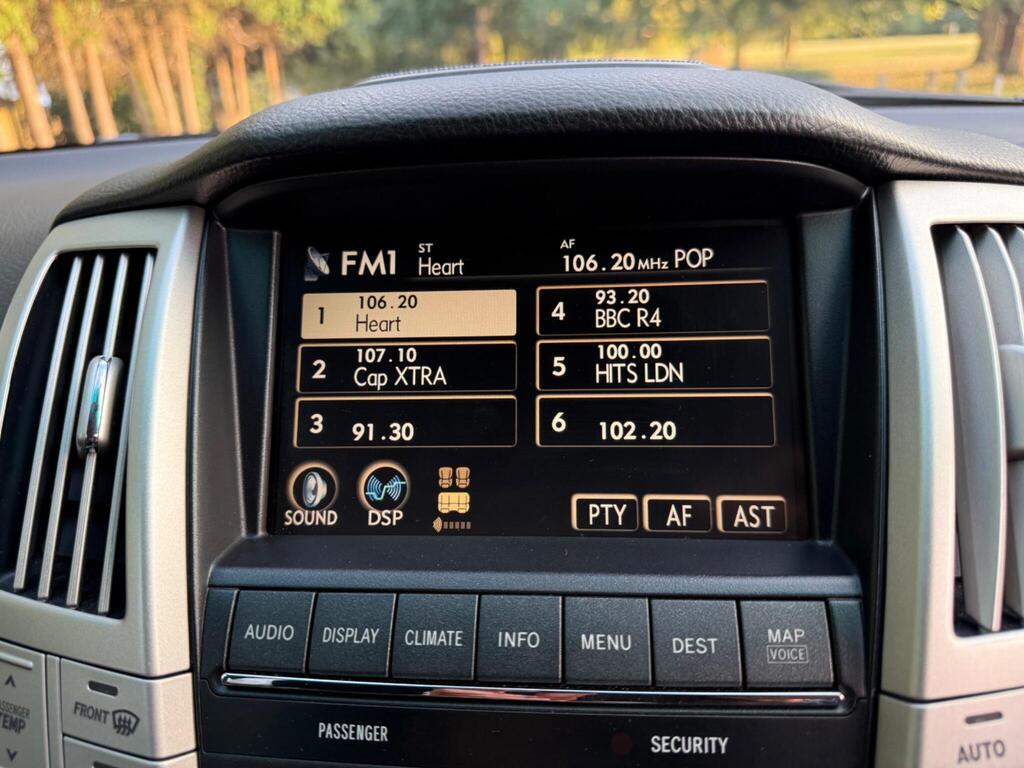 ST AF
FM1 Heart 106.20 MHz POP
1 106.20
Heart
4 93.20
BBC R4
2 107.10
Cap XTRA
5 100.00
HITS LDN
3 91.30
6 102.20
SOUND DSP PTY AF AST
AUDIO DISPLAY CLIMATE INFO MENU DEST MAP
VOICE
PASSENGER
TEMP
FRONT
PASSENGER SECURITY
AUTO